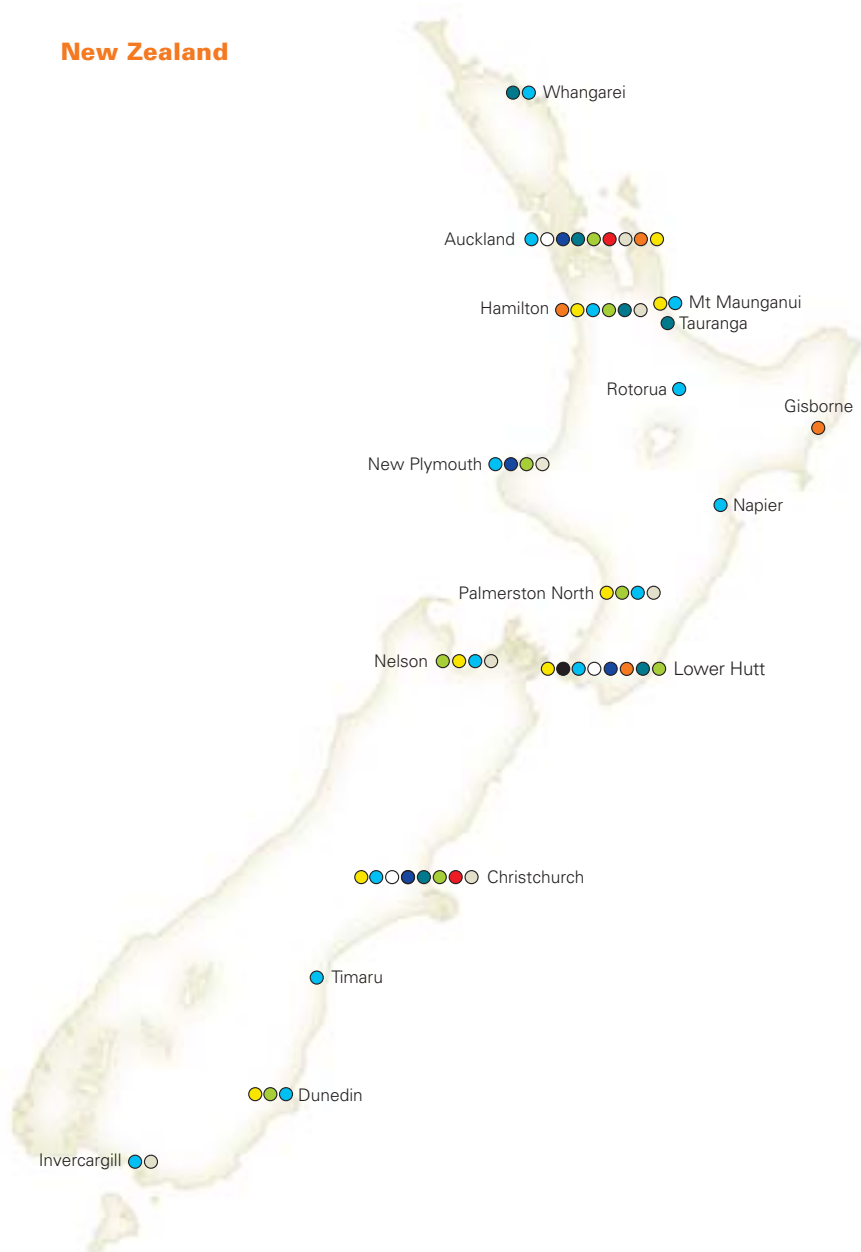 New Zealand
Whangarei
Auckland
Mt Maunganui
Hamilton
Tauranga
Rotorua
Gisborne
New Plymouth
Napier
Palmerston North
Nelson
Lower Hutt
Christchurch
Timaru
Dunedin
Invercargill